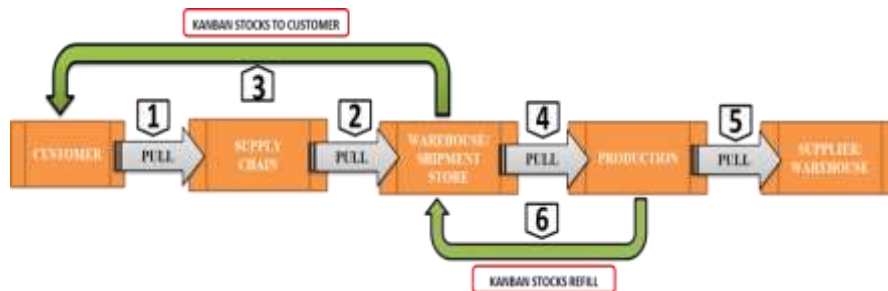 KANBAN STOCKS TO CUSTOMER
3
1
2
4
5
CUSTOMER
PULL
SUPPLY
CHAIN
PULL
WAREHOUSE/
SHIPMENT
STORE
PULL
PRODUCTION
PULL
SUPPLIER/
WAREHOUSE
6
KANBAN STOCKS REFILL